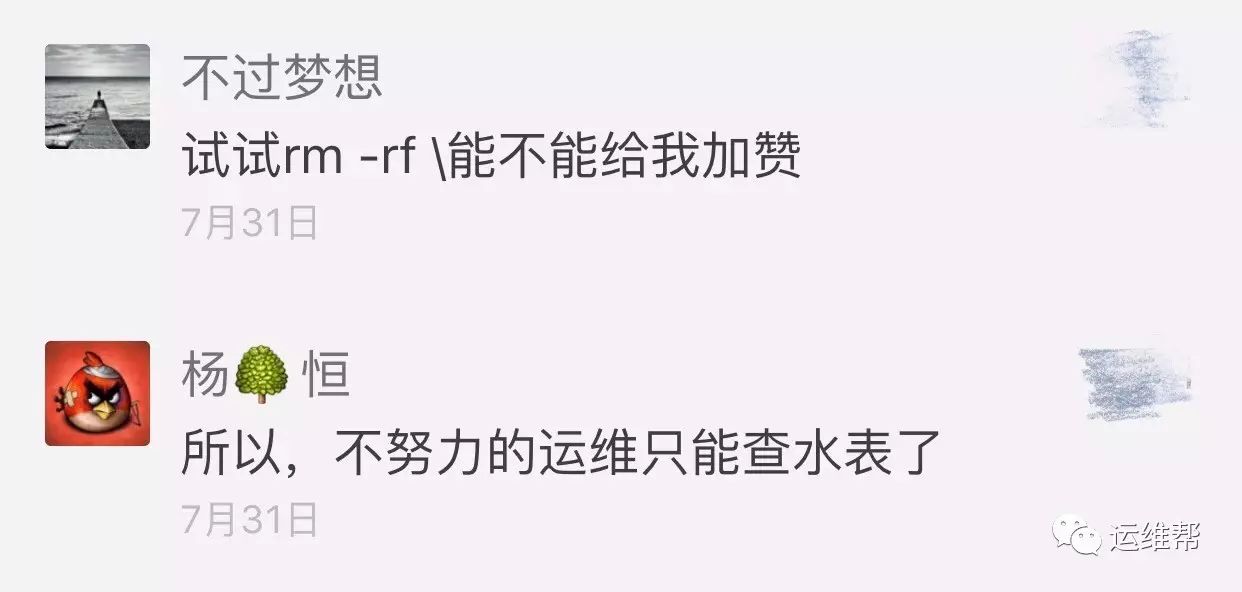 不过梦想
试试rm -rf \能不能给我加赞
7月31日
杨🌳恒
所以，不努力的运维只能查水表了
7月31日
运维帮